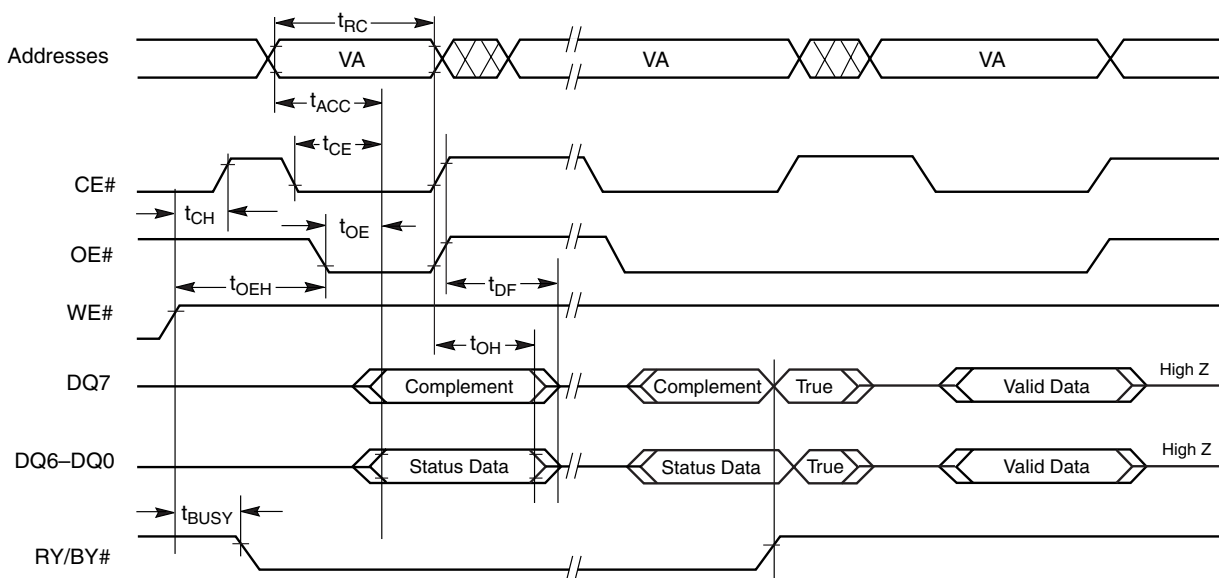 tRC
Addresses VA VA VA
tACC
tCE
CE#
tCH tOE
OE#
tOEH tDF
WE#
tOH
DQ7 Complement Complement True Valid Data High Z
DQ6–DQ0 Status Data Status Data True Valid Data High Z
tBUSY
RY/BY#